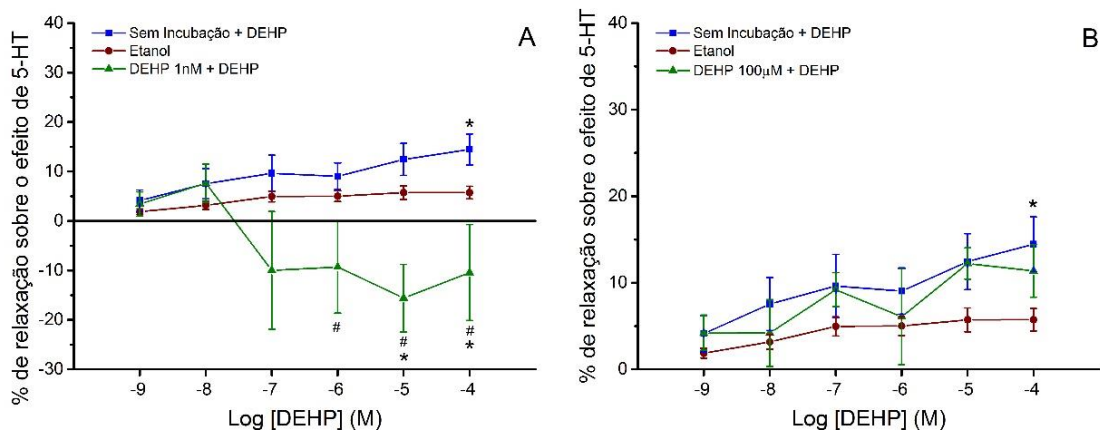 % de relaxação sobre o efeito de 5-HT
40
30
20
10
0
-10
-20
-30
Sem Incubação + DEHP
Etanol
DEHP 1nM + DEHP
A
*
#
#
*
#
*
-9 -8 -7 -6 -5 -4
Log [DEHP] (M)
% de relaxação sobre o efeito de 5-HT
40
30
20
10
0
Sem Incubação + DEHP
Etanol
DEHP 100µM + DEHP
B
*
-9 -8 -7 -6 -5 -4
Log [DEHP] (M)